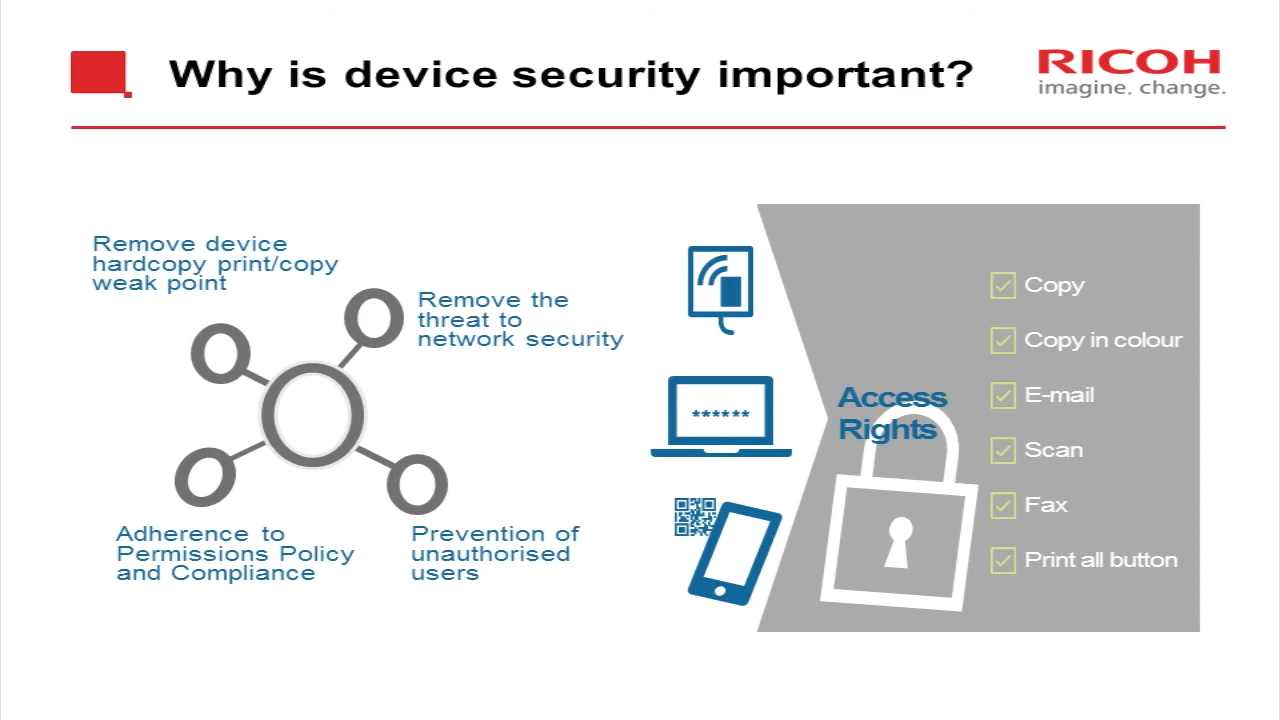 Why is device security important?
RICOH
imagine. change.
Remove device
hardcopy print/copy
weak point
Remove the
threat to
network security
Adherence to
Permissions Policy
and Compliance
Prevention of
unauthorised
users
******
Access
Rights
Copy
Copy in colour
E-mail
Scan
Fax
Print all button